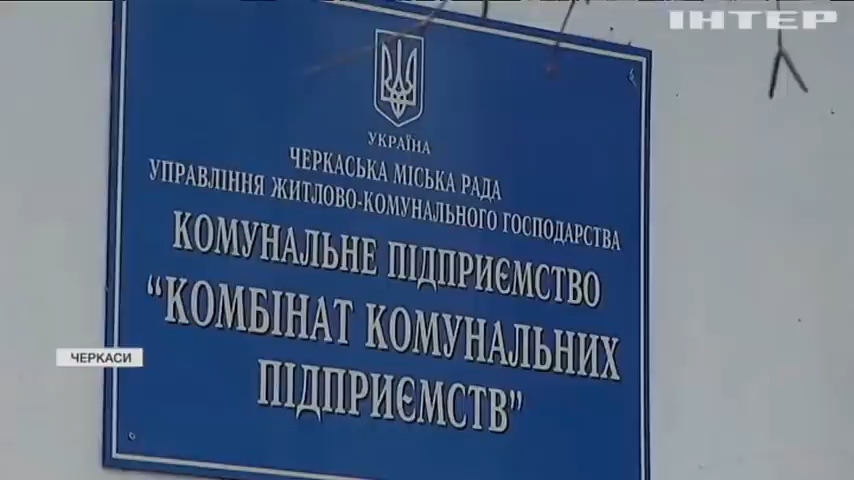 ІНТЕР
УКРАЇНА
ЧЕРКАСЬКА МІСЬКА РАДА
УПРАВЛІННЯ ЖИТЛОВО-КОМУНАЛЬНОГО ГОСПОДАРСТВА
КОМУНАЛЬНЕ ПІДПРИЄМСТВО
“КОМБІНАТ КОМУНАЛЬНИХ
ПІДПРИЄМСТВ”
ЧЕРКАСИ